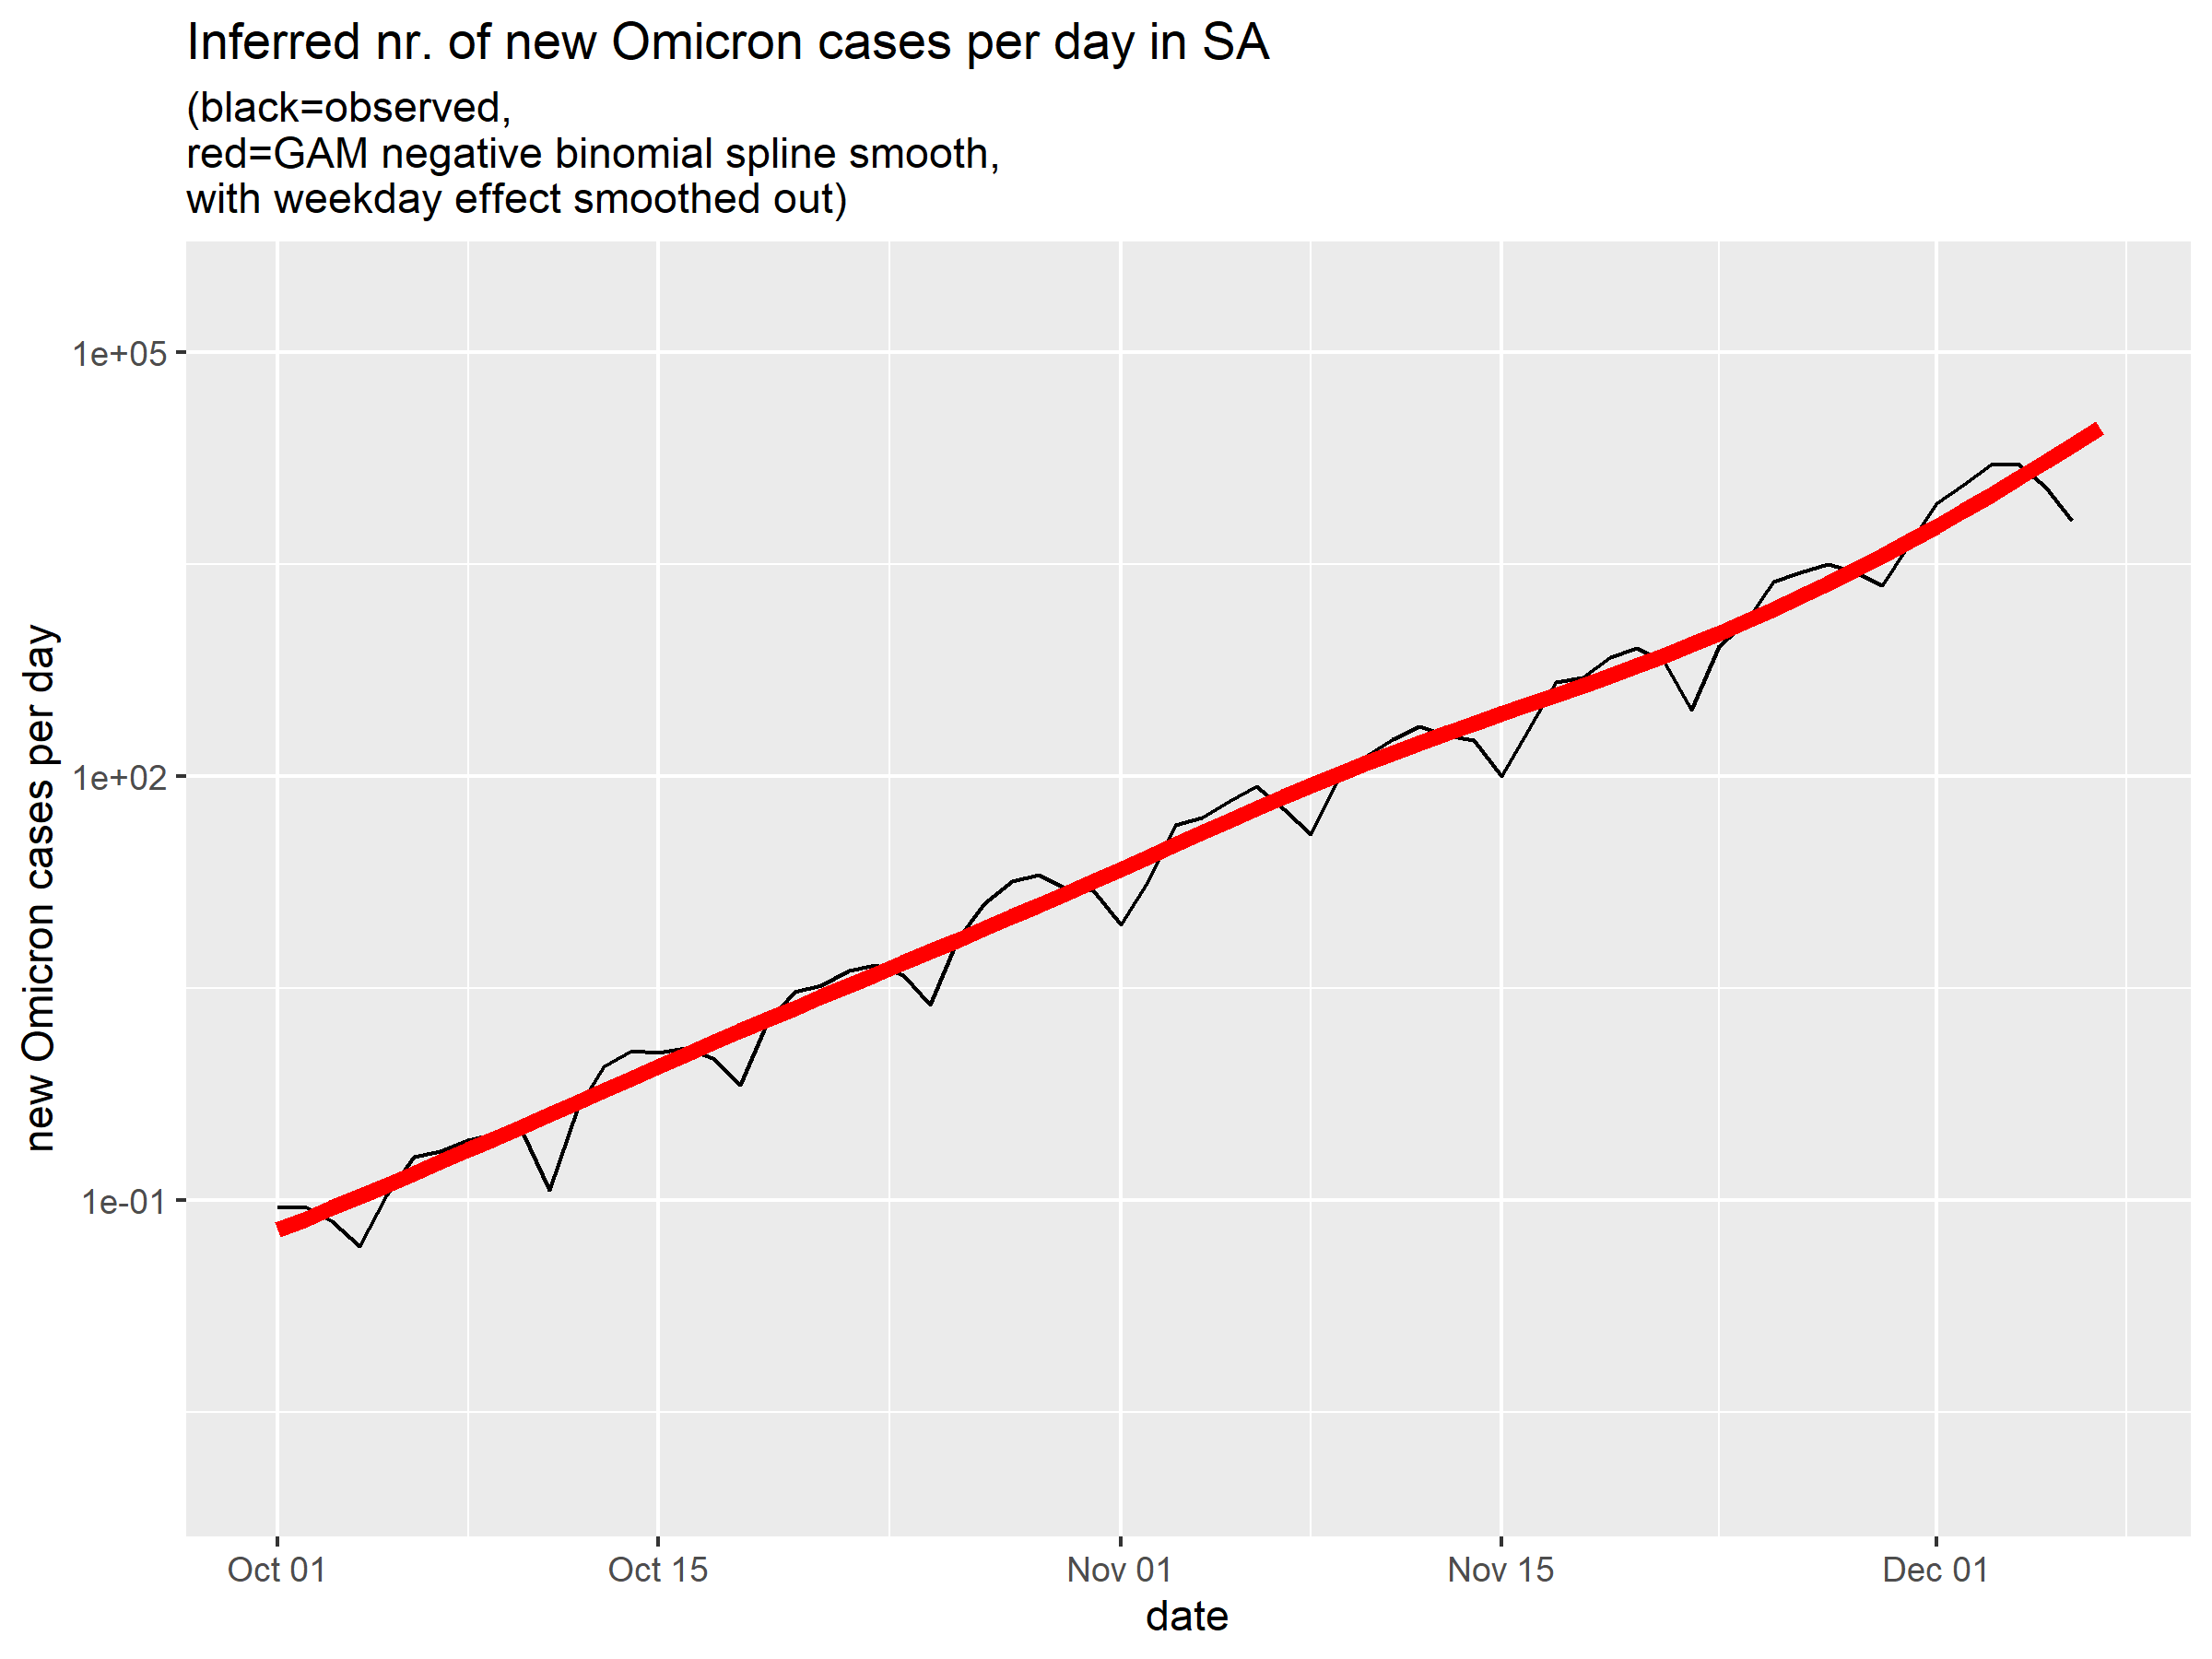 Inferred nr. of new Omicron cases per day in SA
(black=observed,
red=GAM negative binomial spline smooth,
with weekday effect smoothed out)
new Omicron cases per day
1e+05
1e+02
1e-01
Oct 01
Oct 15
Nov 01
Nov 15
Dec 01
date